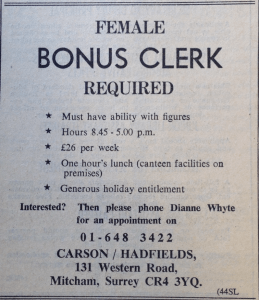 FEMALE
BONUS CLERK
REQUIRED
★ Must have ability with figures
★ Hours 8.45 - 5.00 p.m.
★ £26 per week
★ One hour's lunch (canteen facilities on
premises)
★ Generous holiday entitlement
Interested? Then please phone Dianne Whyte
for an appointment on
01-648 3422
CARSON / HADFIELDS,
131 Western Road,
Mitcham, Surrey CR4 3YQ.
(44SL